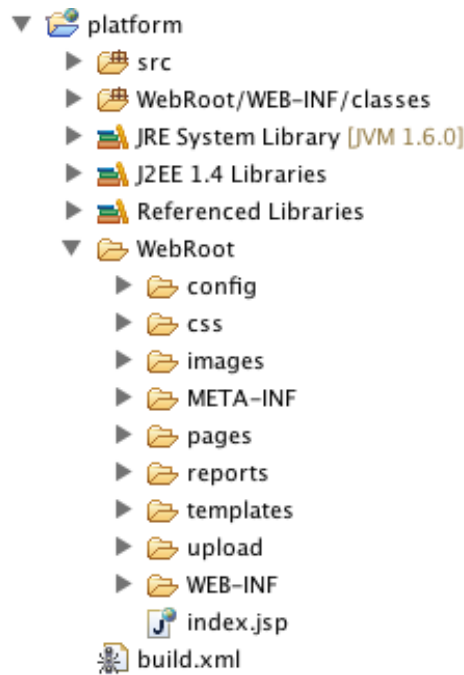 platform
src
WebRoot/WEB-INF/classes
JRE System Library [JVM 1.6.0]
J2EE 1.4 Libraries
Referenced Libraries
WebRoot
config
css
images
META-INF
pages
reports
templates
upload
WEB-INF
index.jsp
build.xml